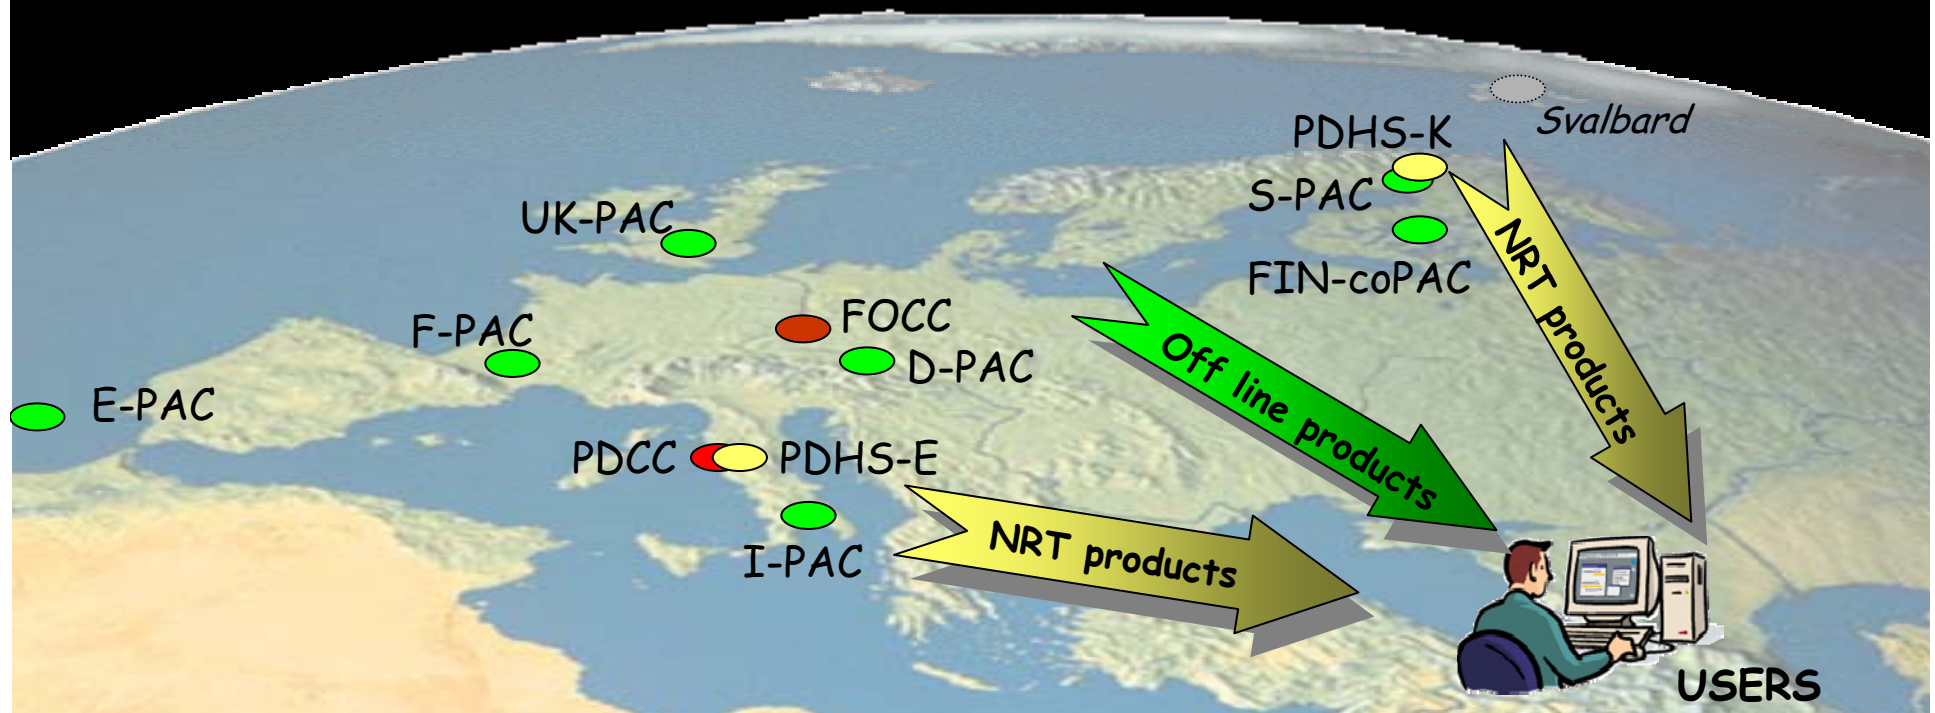 Svalbard
PDHS-K
S-PAC
UK-PAC
FIN-coPAC
NRT products
FOCC
F-PAC
D-PAC
Off line products
E-PAC
PDCC
PDHS-E
I-PAC
NRT products
USERS